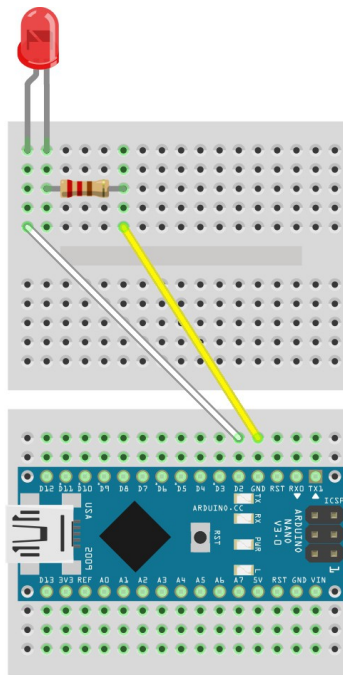 D12 D11 D10 D9 D8 D7 D6 D5 D4 D3 D2 GND RST RX0 TX1
TX
RX
PWR
L
ARDUINO.CC
RST
USA
2009
ARDUINO
NANO
V3.0
ICSP
1
D13 3V3 REF A0 A1 A2 A3 A4 A5 A6 A7 5V RST GND VIN